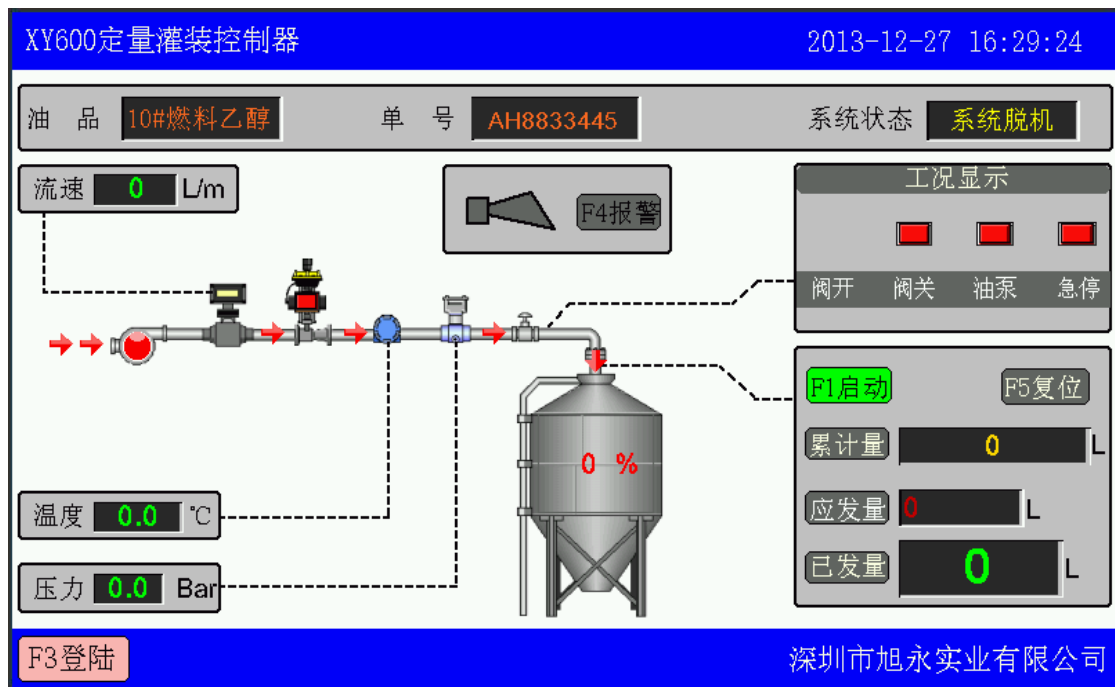 XY600定量灌装控制器 2013-12-27 16:29:24
油 品 10#燃料乙醇 单 号 AH8833445 系统状态 系统脱机
流速 0 L/m
F4报警
工况显示
阀开 阀关 油泵 急停
F1启动 F5复位
累计量 0 L
0 %
应发量 0 L
温度 0.0 ℃
已发量 0 L
压力 0.0 Bar
F3登陆 深圳市旭永实业有限公司